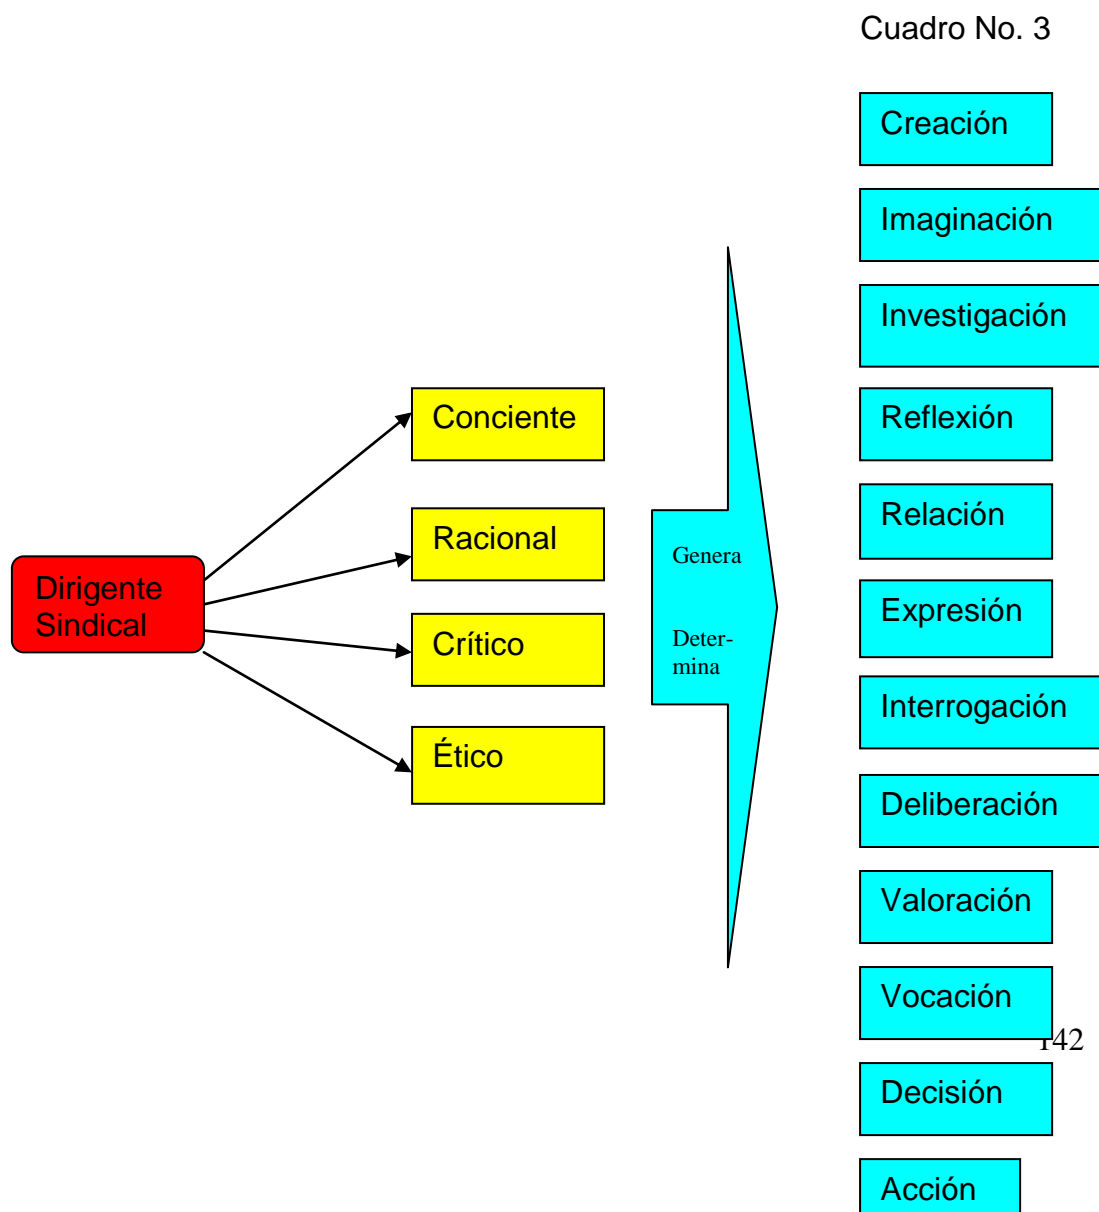 Cuadro No. 3
Dirigente
Sindical
Conciente
Racional
Crítico
Ético
Genera
Deter-
mina
Creación
Imaginación
Investigación
Reflexión
Relación
Expresión
Interrogación
Deliberación
Valoración
Vocación
142
Decisión
Acción